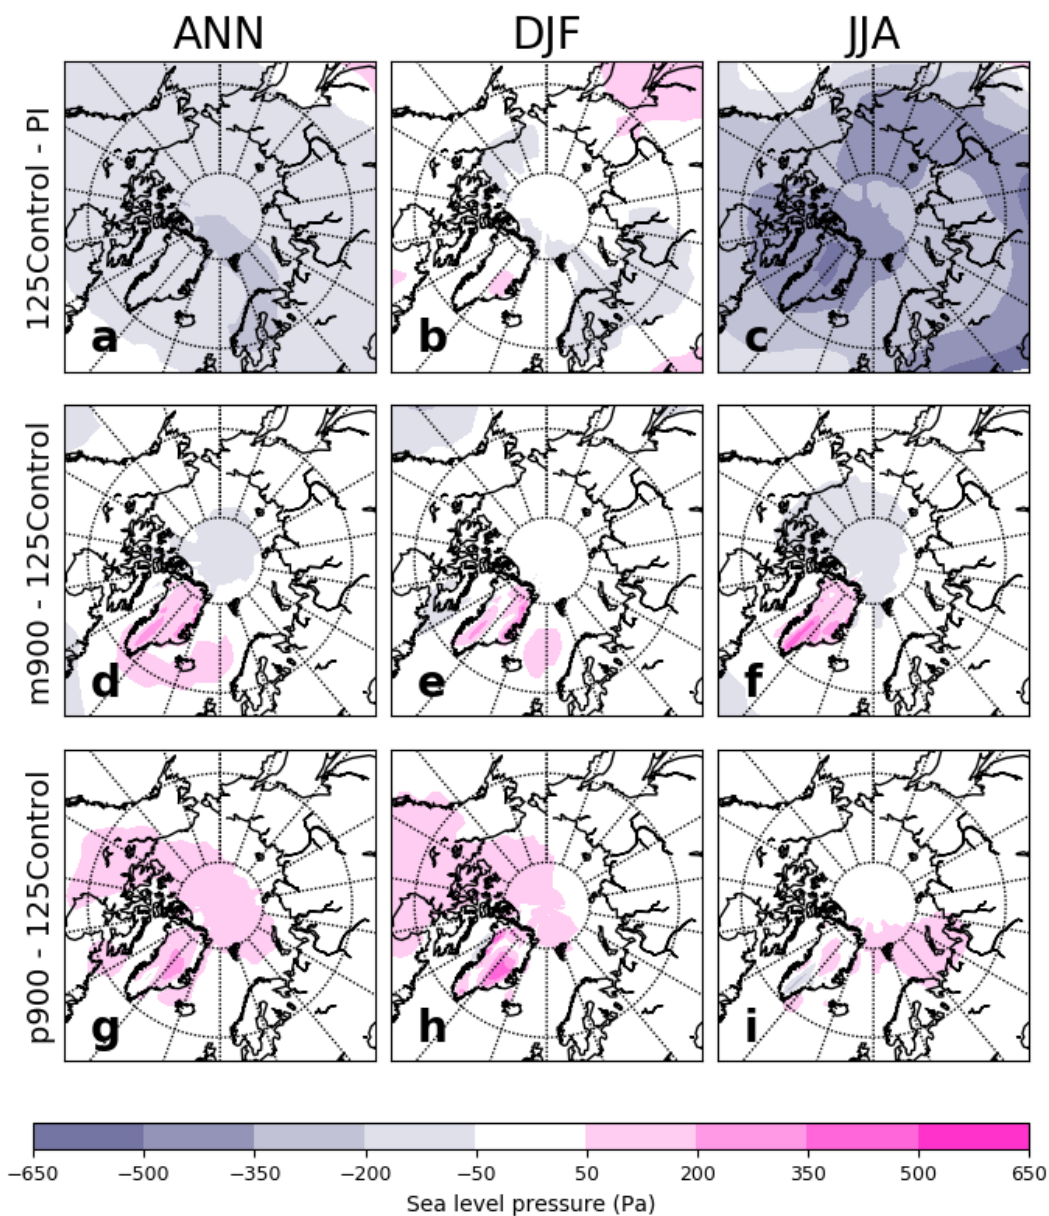 ANN DJF JJA
125Control - PI
a b c
m900 - 125Control
d e f
p900 - 125Control
g h i
−650 −500 −350 −200 −50 50 200 350 500 650
Sea level pressure (Pa)